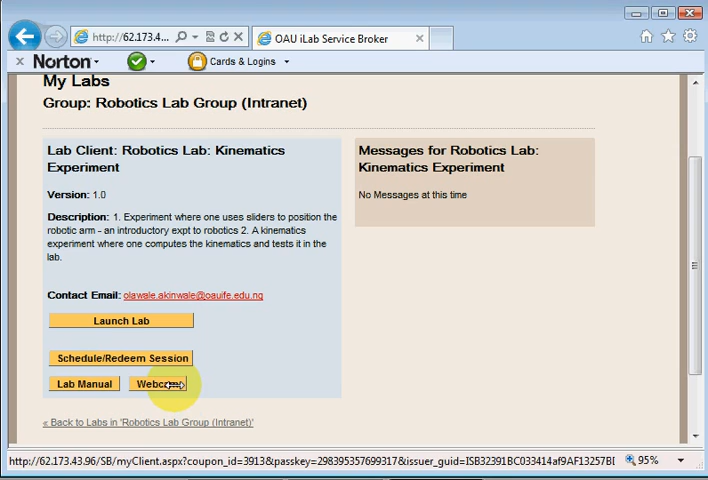 http://62.173.4...
OAU iLab Service Broker
Norton
Cards & Logins
My Labs
Group: Robotics Lab Group (Intranet)
Lab Client: Robotics Lab: Kinematics
Experiment
Version: 1.0
Description: 1. Experiment where one uses sliders to position the
robotic arm - an introductory expt to robotics 2. A kinematics
experiment where one computes the kinematics and tests it in the
lab.
Contact Email: olawale.akinwale@oauife.edu.ng
Launch Lab
Schedule/Redeem Session
Lab Manual
Messages for Robotics Lab:
Kinematics Experiment
No Messages at this time
« Back to Labs in 'Robotics Lab Group (Intranet)'
http://62.173.43.96/SB/myClient.aspx?coupon_id=3913&passkey=298395357699317&issuer_guid=ISB32391BC033414af9AF13257BD
95%